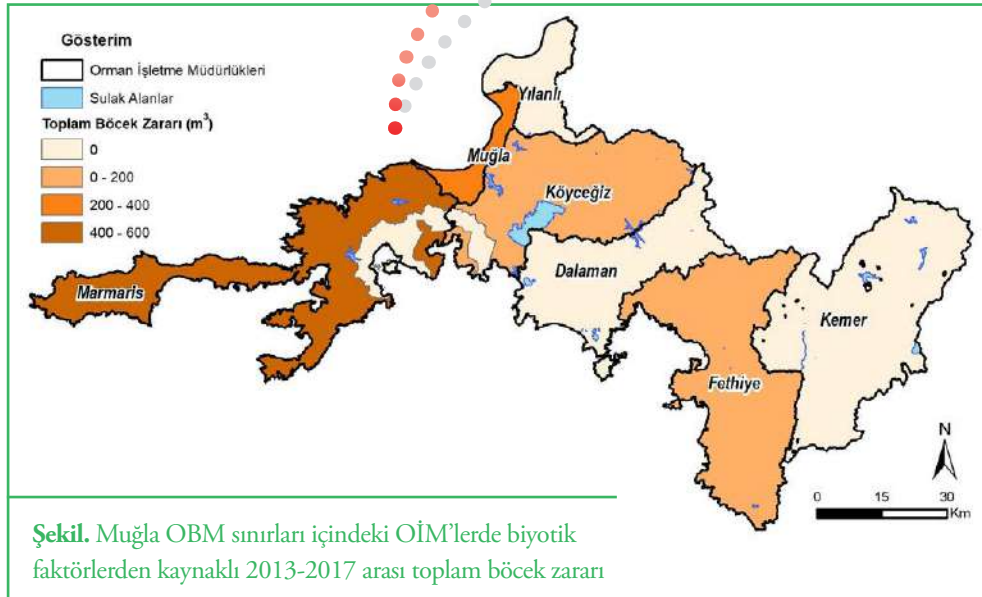 Gösterim
Orman İşletme Müdürlükleri
Sulak Alanlar
Toplam Böcek Zararı (m³)
0
0 - 200
200 - 400
400 - 600
Yılanlı
Muğla
Köyceğiz
Dalaman
Marmaris
Kemer
Fethiye
N
0 15 30
Km
Şekil. Muğla OBM sınırları içindeki OİM’lerde biyotik
faktörlerden kaynaklı 2013-2017 arası toplam böcek zararı